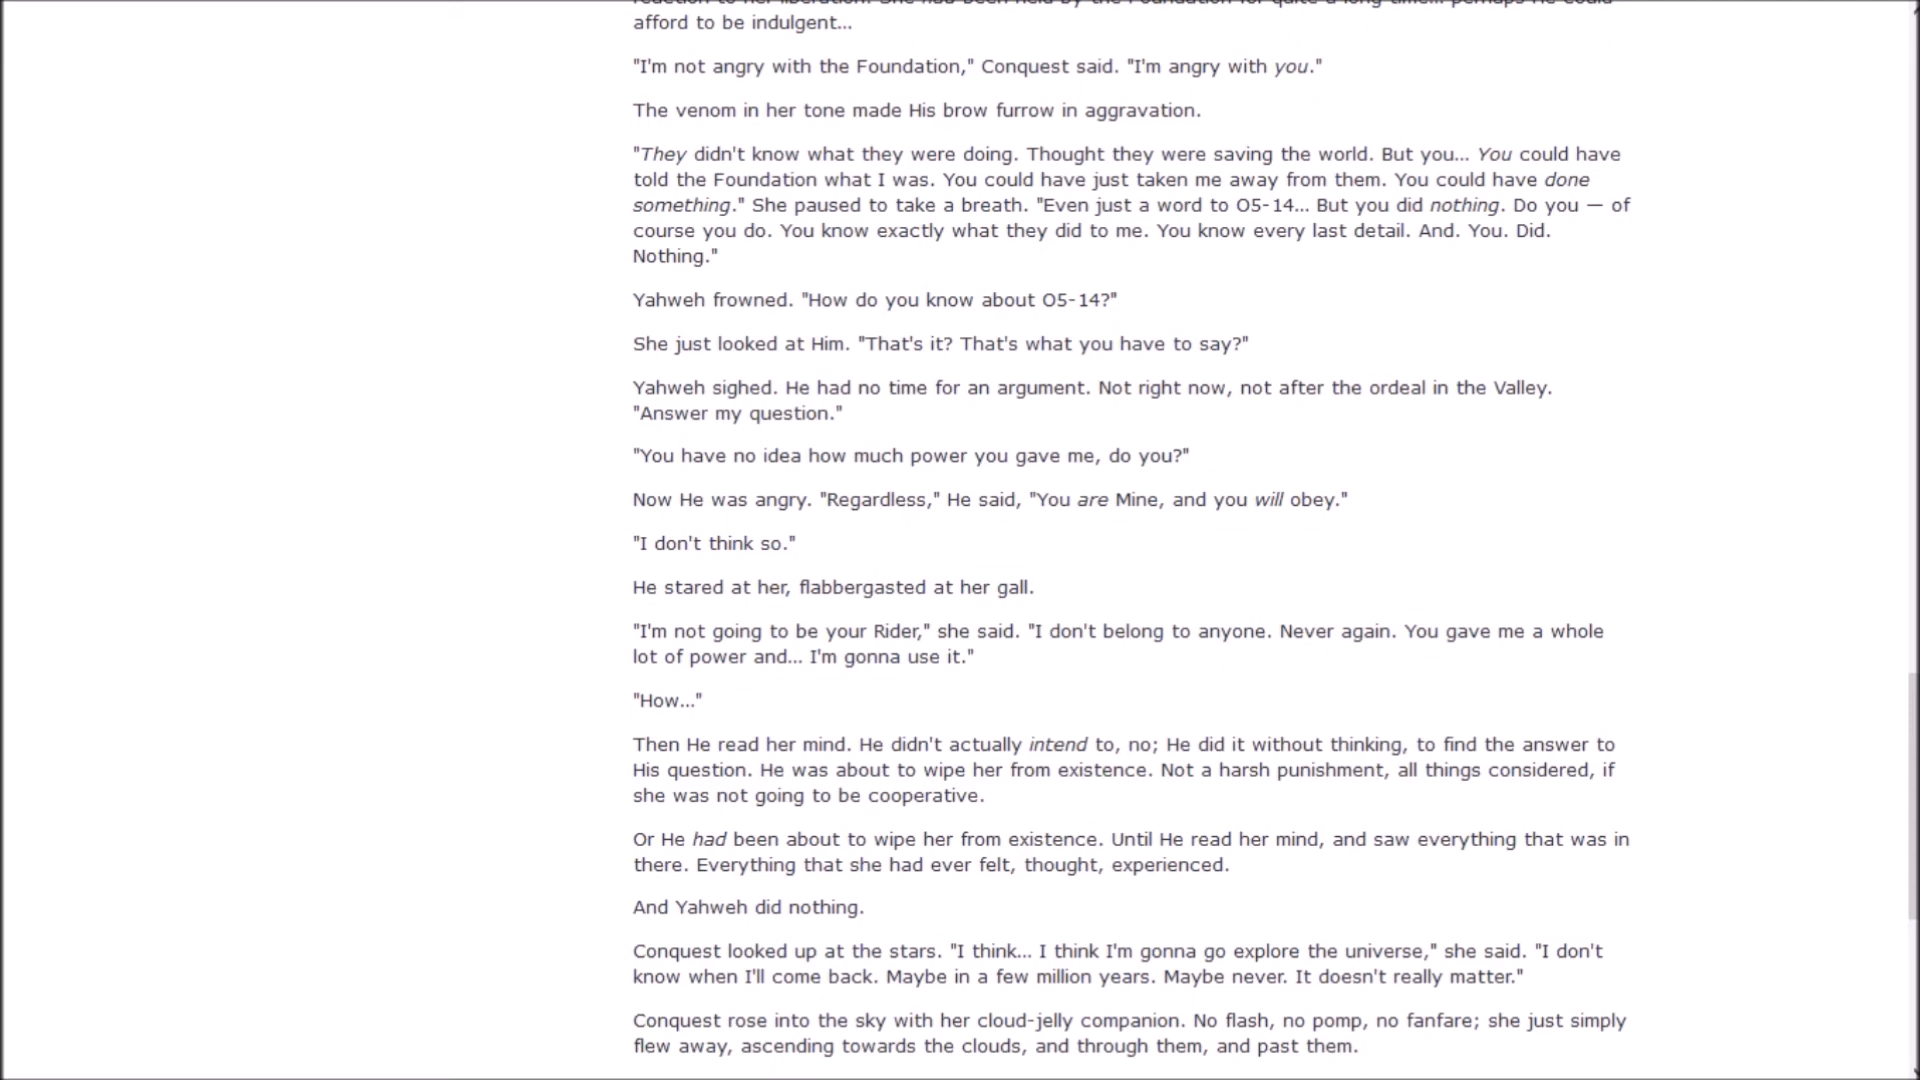 reaction to her liberation. She had been held by the Foundation for quite a long time... perhaps He could
afford to be indulgent...
"I'm not angry with the Foundation," Conquest said. "I'm angry with you."
The venom in her tone made His brow furrow in aggravation.
"They didn't know what they were doing. Thought they were saving the world. But you... You could have
told the Foundation what I was. You could have just taken me away from them. You could have done
something." She paused to take a breath. "Even just a word to O5-14... But you did nothing. Do you — of
course you do. You know exactly what they did to me. You know every last detail. And. You. Did.
Nothing."
Yahweh frowned. "How do you know about O5-14?"
She just looked at Him. "That's it? That's what you have to say?"
Yahweh sighed. He had no time for an argument. Not right now, not after the ordeal in the Valley.
"Answer my question."
"You have no idea how much power you gave me, do you?"
Now He was angry. "Regardless," He said, "You are Mine, and you will obey."
"I don't think so."
He stared at her, flabbergasted at her gall.
"I'm not going to be your Rider," she said. "I don't belong to anyone. Never again. You gave me a whole
lot of power and... I'm gonna use it."
"How..."
Then He read her mind. He didn't actually intend to, no; He did it without thinking, to find the answer to
His question. He was about to wipe her from existence. Not a harsh punishment, all things considered, if
she was not going to be cooperative.
Or He had been about to wipe her from existence. Until He read her mind, and saw everything that was in
there. Everything that she had ever felt, thought, experienced.
And Yahweh did nothing.
Conquest looked up at the stars. "I think... I think I'm gonna go explore the universe," she said. "I don't
know when I'll come back. Maybe in a few million years. Maybe never. It doesn't really matter."
Conquest rose into the sky with her cloud-jelly companion. No flash, no pomp, no fanfare; she just simply
flew away, ascending towards the clouds, and through them, and past them.